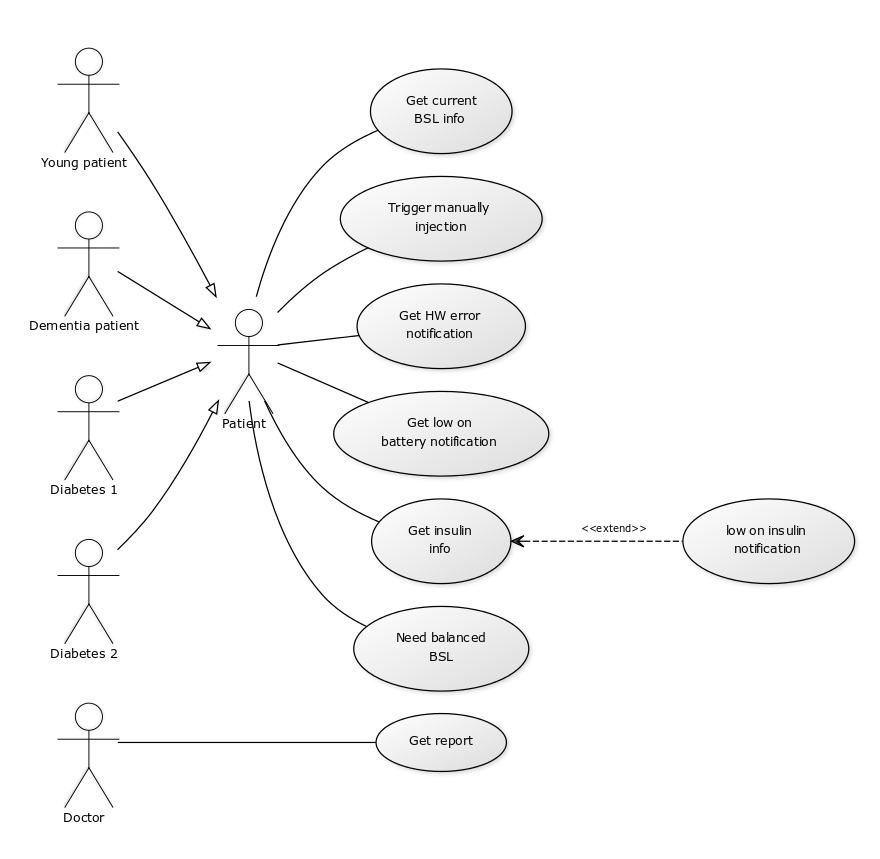 Young patient
Dementia patient
Diabetes 1
Diabetes 2
Doctor
Patient
Get current
BSL info
Trigger manually
injection
Get HW error
notification
Get low on
battery notification
Get insulin
info
<<extend>>
low on insulin
notification
Need balanced
BSL
Get report